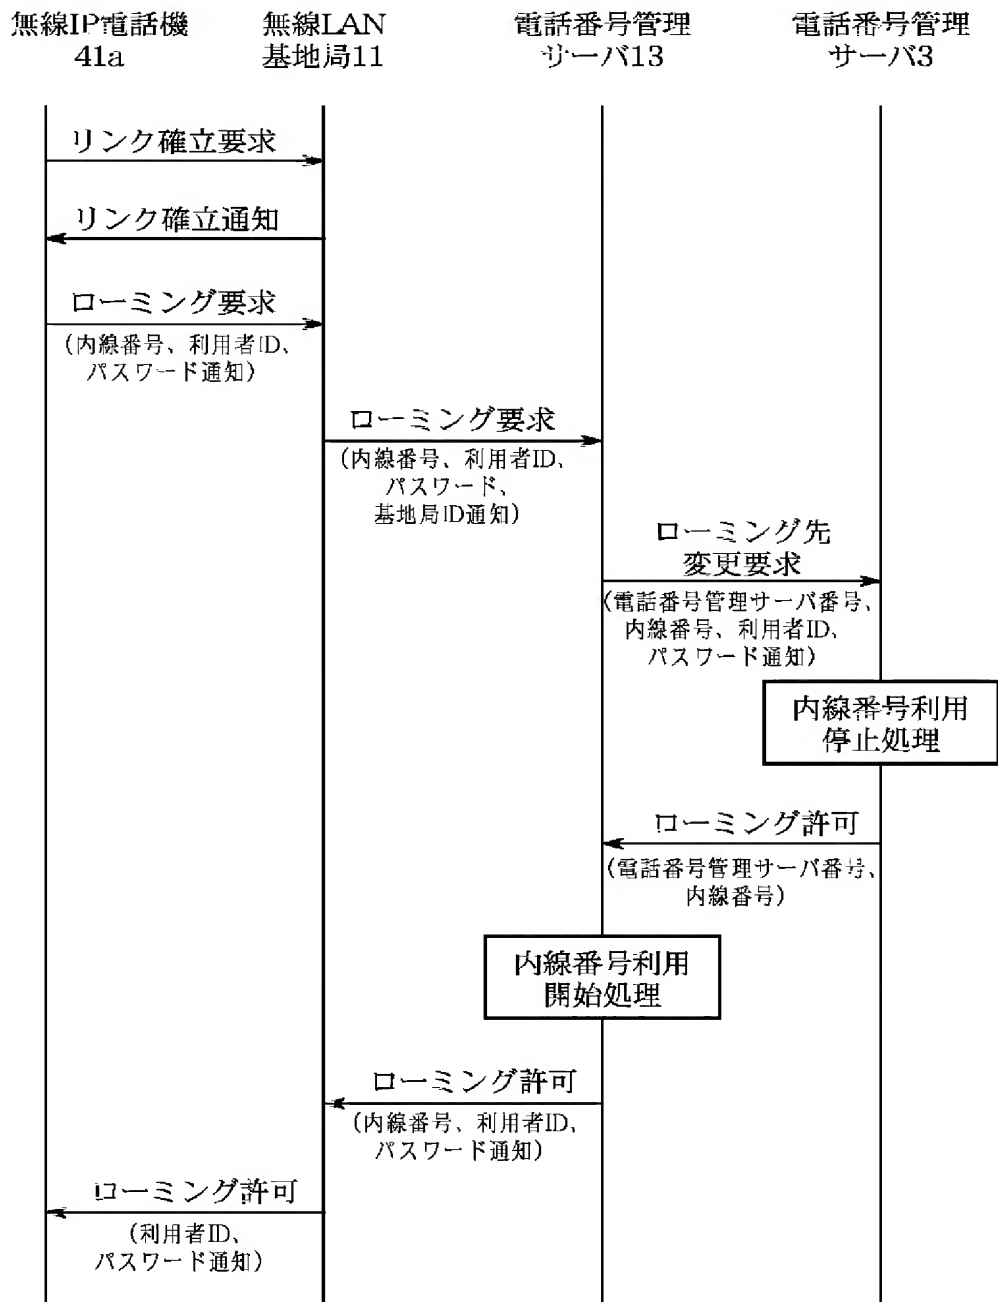 無線IP電話機
41a
無線LAN
基地局11
電話番号管理
サーバ13
電話番号管理
サーバ3
リンク確立要求
リンク確立通知
ローミング要求
(内線番号、利用者ID、
パスワード通知)
ローミング要求
(内線番号、利用者ID、
パスワード、
基地局ID通知)
ローミング先
変更要求
(電話番号管理サーバ番号、
内線番号、利用者ID、
パスワード通知)
内線番号利用
停止処理
ローミング許可
(電話番号管理サーバ番号、
内線番号)
内線番号利用
開始処理
ローミング許可
(内線番号、利用者ID、
パスワード通知)
ローミング許可
(利用者ID、
パスワード通知)